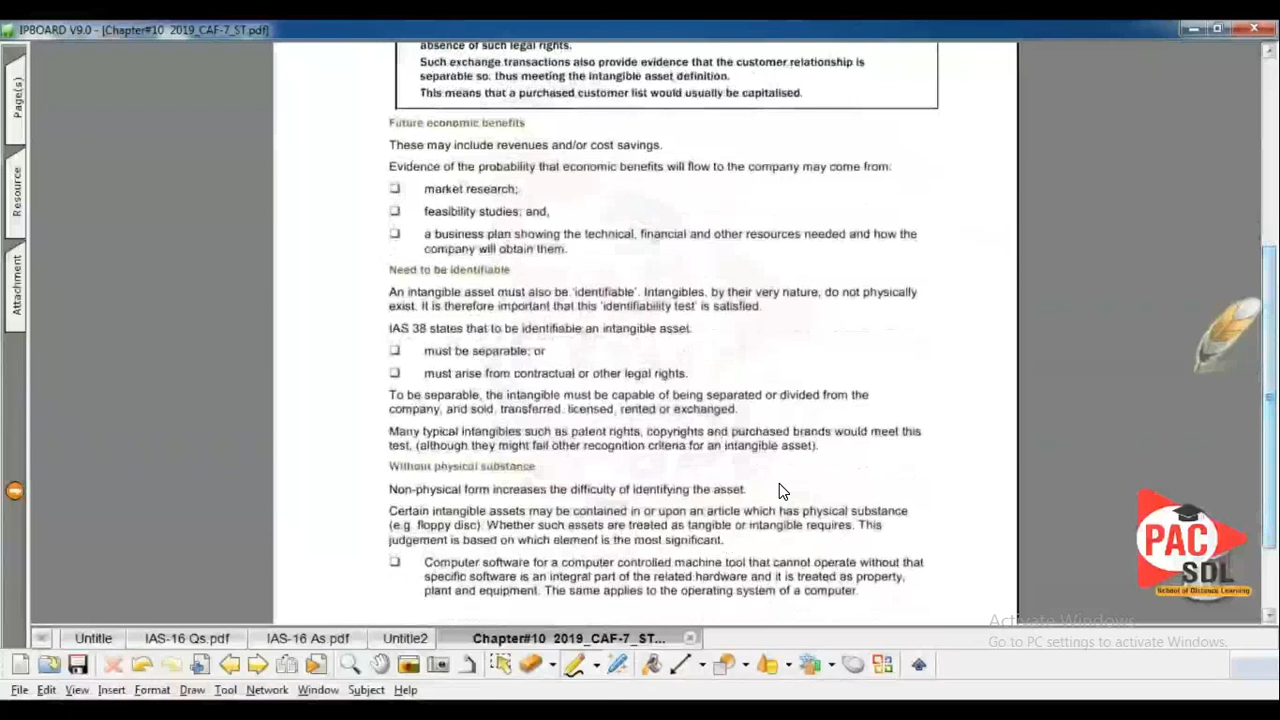 IPBOARD V9.0 - [Chapter#10 2019_CAF-7_ST.pdf]
Page(s)
Resource
Attachment
absence of such legal rights.
Such exchange transactions also provide evidence that the customer relationship is
separable so, thus meeting the intangible asset definition.
This means that a purchased customer list would usually be capitalised.
Future economic benefits
These may include revenues and/or cost savings.
Evidence of the probability that economic benefits will flow to the company may come from:
❑ market research;
❑ feasibility studies; and,
❑ a business plan showing the technical, financial and other resources needed and how the
company will obtain them.
Need to be identifiable
An intangible asset must also be 'identifiable'. Intangibles, by their very nature, do not physically
exist. It is therefore important that this 'identifiability test' is satisfied.
IAS 38 states that to be identifiable an intangible asset.
❑ must be separable; or
❑ must arise from contractual or other legal rights.
To be separable, the intangible must be capable of being separated or divided from the
company, and sold, transferred, licensed, rented or exchanged.
Many typical intangibles such as patent rights, copyrights and purchased brands would meet this
test, (although they might fail other recognition criteria for an intangible asset).
Without physical substance
Non-physical form increases the difficulty of identifying the asset.
Certain intangible assets may be contained in or upon an article which has physical substance
(e.g. floppy disc). Whether such assets are treated as tangible or intangible requires. This
judgement is based on which element is the most significant.
❑ Computer software for a computer controlled machine tool that cannot operate without that
specific software is an integral part of the related hardware and it is treated as property,
plant and equipment. The same applies to the operating system of a computer.
PAC
SDL
School of Distance Learning
Activate Windows
Go to PC settings to activate Windows.
Untitle IAS-16 Qs.pdf IAS-16 As pdf Untitle2 Chapter#10 2019_CAF-7_ST...
File Edit View Insert Format Draw Tool Network Window Subject Help